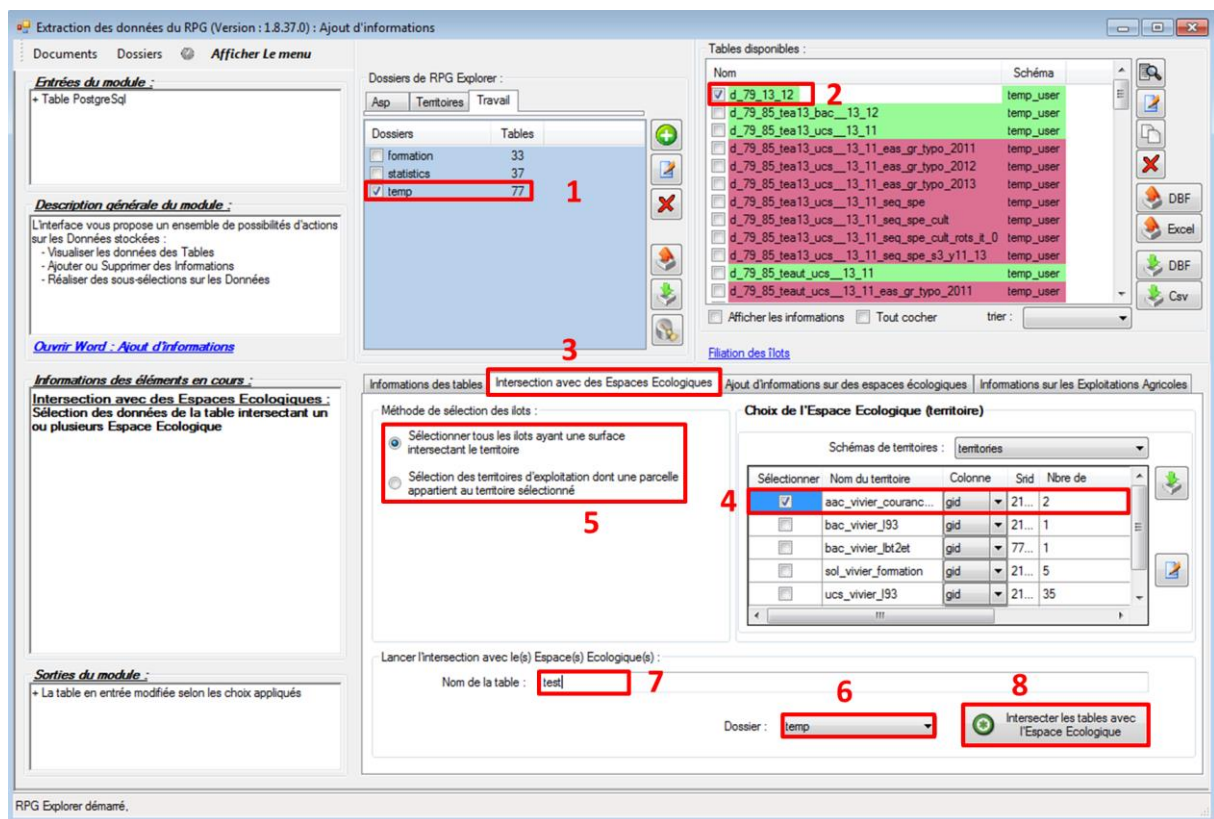 Extraction des données du RPG (Version : 1.8.37.0) : Ajout d'informations
Documents Dossiers Afficher Le menu
Entrées du module :
+ Table PostgreSql
Description générale du module :
L'interface vous propose un ensemble de possibilités d'actions
sur les Données stockées :
- Visualiser les données des Tables
- Ajouter ou Supprimer des Informations
- Réaliser des sous-sélections sur les Données
Ouvrir Word : Ajout d'informations
Informations des éléments en cours :
Intersection avec des Espaces Ecologiques :
Sélection des données de la table intersectant un
ou plusieurs Espace Ecologique
Sorties du module :
+ La table en entrée modifiée selon les choix appliqués
Dossiers de RPG Explorer :
Asp Territoires Travail
Dossiers Tables
formation 33
statistics 37
temp 77
1
Tables disponibles :
Nom Schéma
d_79_13_12 temp_user
2
d_79_85_tea13_bac__13_12 temp_user
d_79_85_tea13_ucs__13_11 temp_user
d_79_85_tea13_ucs__13_11_eas_gr_typo_2011 temp_user
d_79_85_tea13_ucs__13_11_eas_gr_typo_2012 temp_user
d_79_85_tea13_ucs__13_11_eas_gr_typo_2013 temp_user
d_79_85_tea13_ucs__13_11_seq_spe temp_user
d_79_85_tea13_ucs__13_11_seq_spe_cult temp_user
d_79_85_tea13_ucs__13_11_seq_spe_cult_rots_it_0 temp_user
d_79_85_tea13_ucs__13_11_seq_spe_s3_y11_13 temp_user
d_79_85_teaut_ucs__13_11 temp_user
d_79_85_teaut_ucs__13_11_eas_gr_typo_2011 temp_user
DBF
Excel
DBF
Csv
Afficher les informations Tout cocher trier :
Filiation des îlots
3
Informations des tables Intersection avec des Espaces Ecologiques Ajout d'informations sur des espaces écologiques Informations sur les Exploitations Agricoles
Méthode de sélection des ilots :
Sélectionner tous les ilots ayant une surface
intersectant le territoire
Sélection des territoires d'exploitation dont une parcelle
appartient au territoire sélectionné
5
Choix de l'Espace Ecologique (territoire)
Schémas de territoires : territories
Sélectionner Nom du territoire Colonne Srid Nbre de
4
aac_vivier_couranc... gid 21... 2
bac_vivier_l93 gid 21... 1
bac_vivier_lbt2et gid 77... 1
sol_vivier_formation gid 21... 5
ucs_vivier_l93 gid 21... 35
Lancer l'intersection avec le(s) Espace(s) Ecologique(s) :
Nom de la table : test
7
6
Dossier : temp
8
Intersecter les tables avec
l'Espace Ecologique
RPG Explorer démarré,